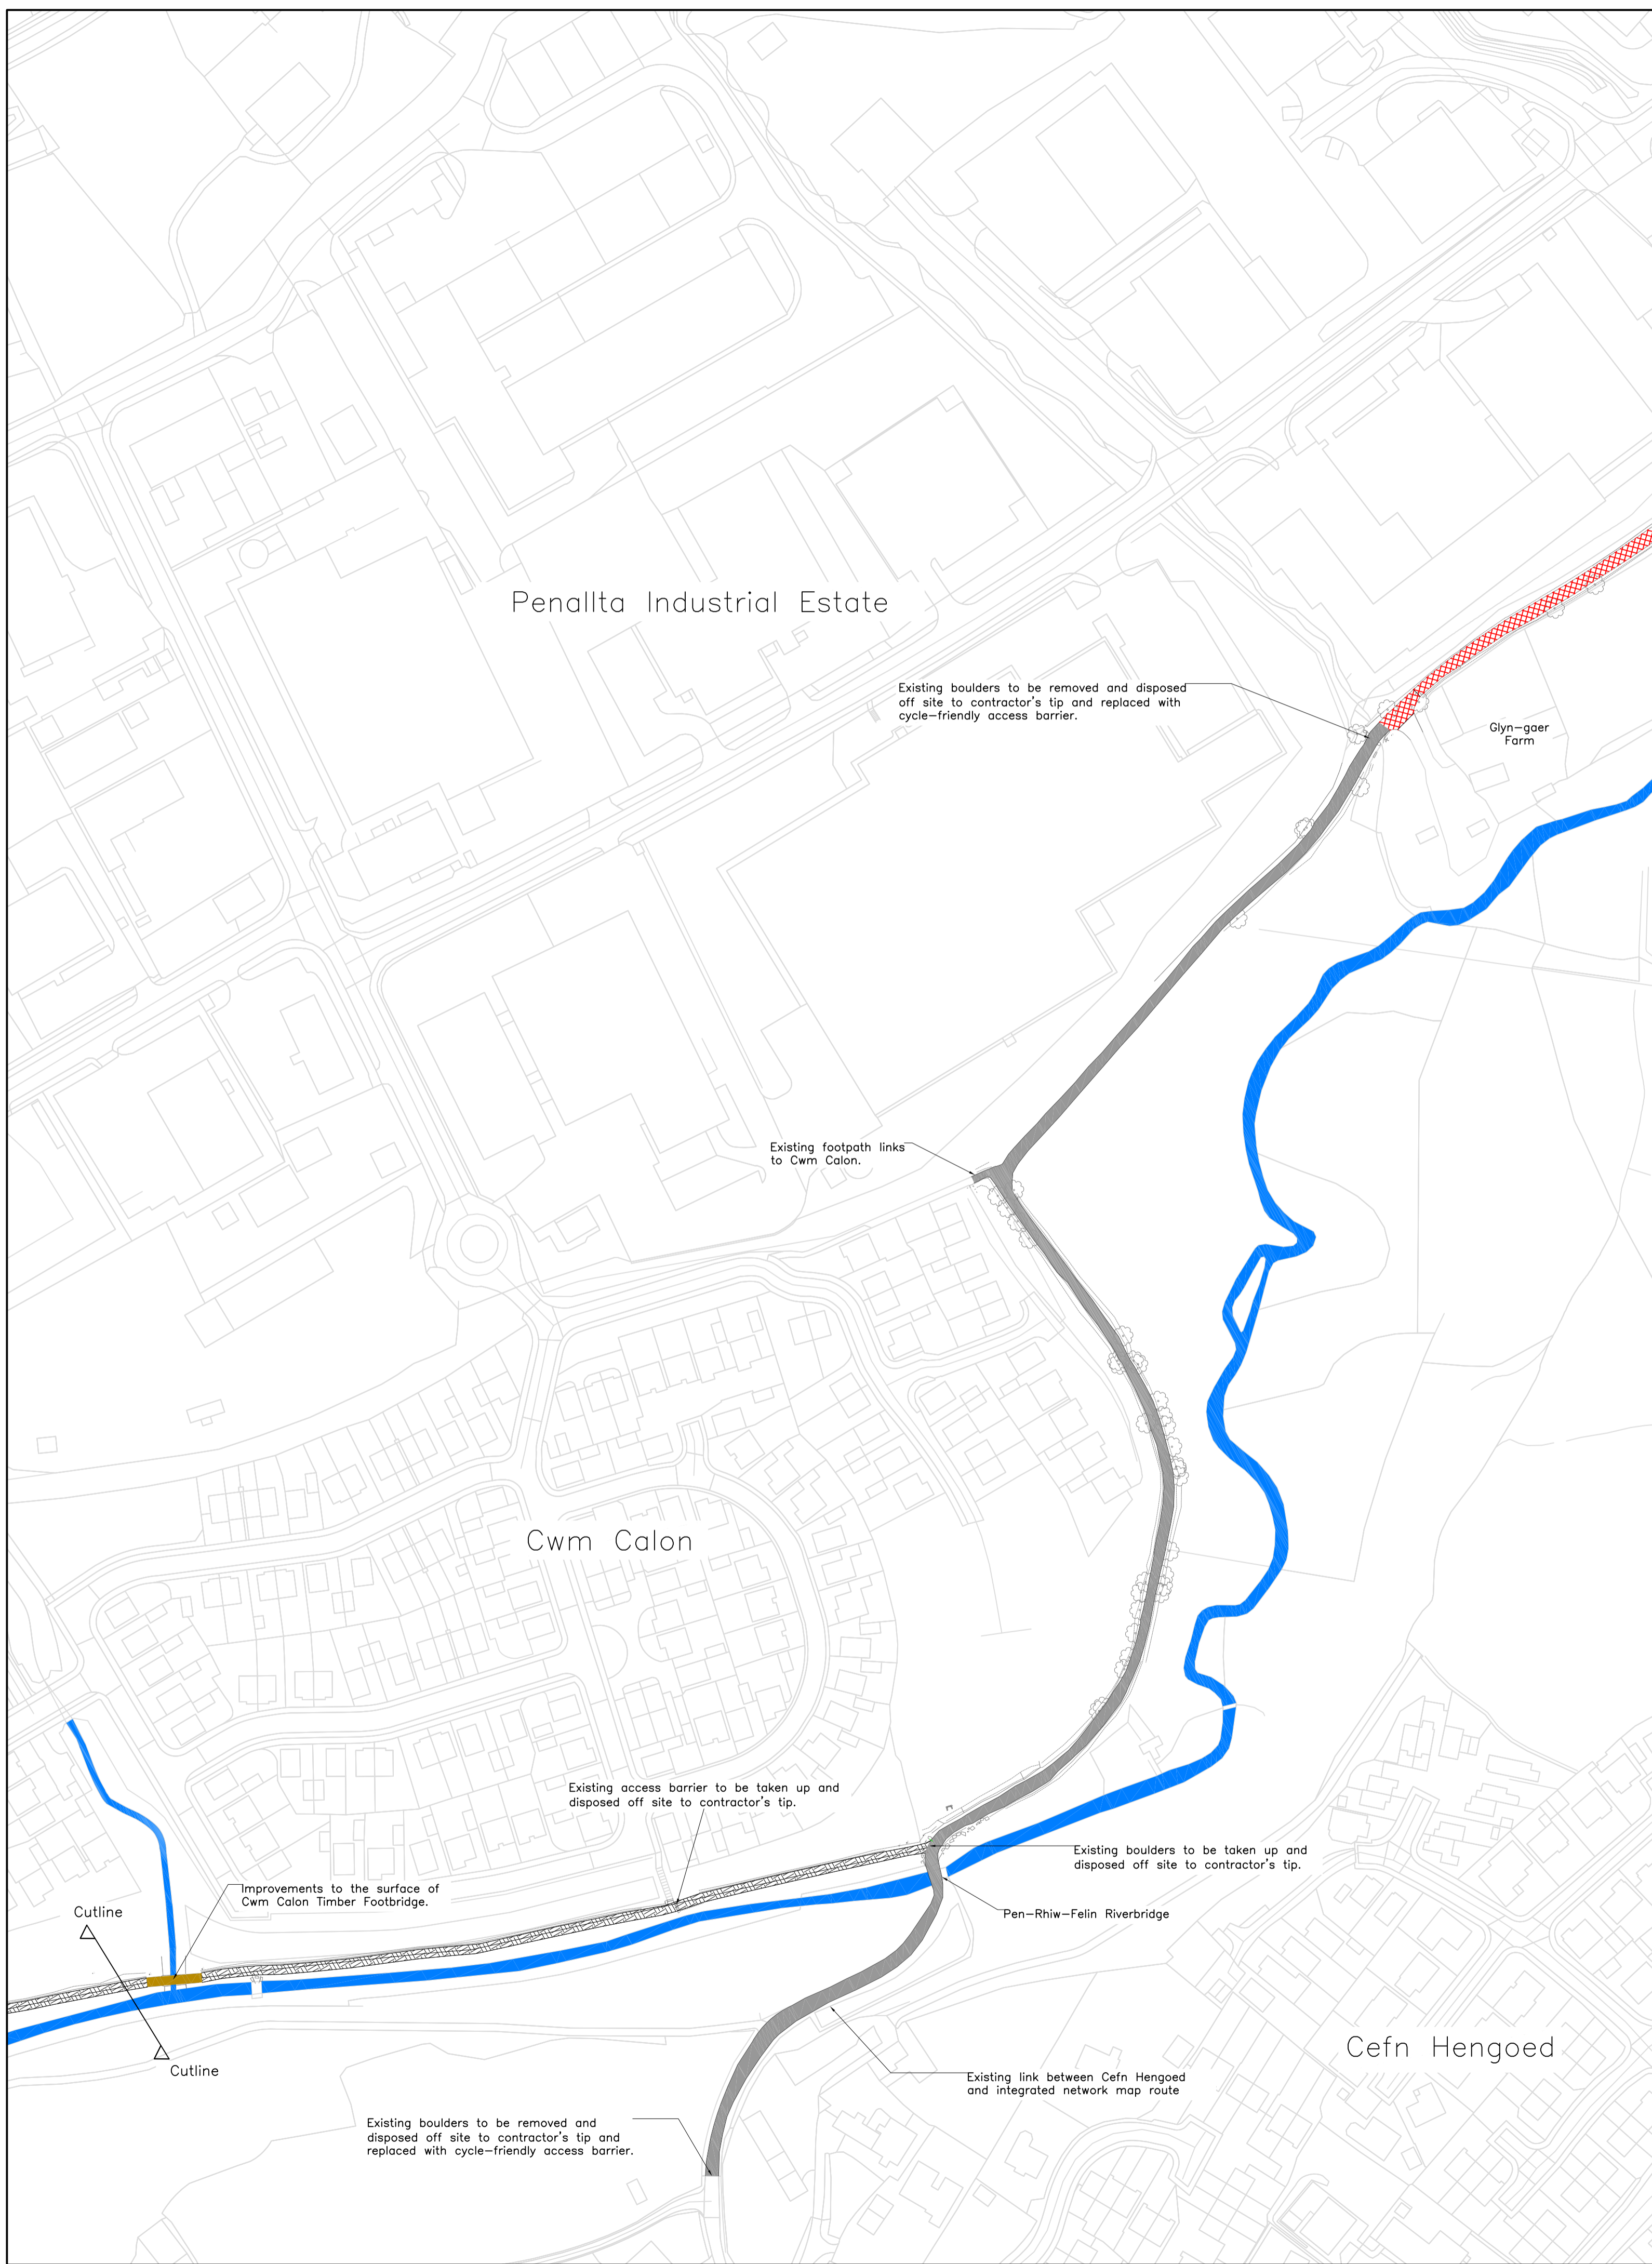 Penallta Industrial Estate
Existing boulders to be removed and disposed
off site to contractor's tip and replaced with
cycle-friendly access barrier.
Glyn-gaer
Farm
Existing footpath links
to Cwm Calon.
Cwm Calon
Existing access barrier to be taken up and
disposed off site to contractor's tip.
Existing boulders to be taken up and
disposed off site to contractor's tip.
Improvements to the surface of
Cwm Calon Timber Footbridge.
Cutline
Pen-Rhiw-Felin Riverbridge
Cefn Hengoed
Cutline
Existing link between Cefn Hengoed
and integrated network map route
Existing boulders to be removed and
disposed off site to contractor's tip and
replaced with cycle-friendly access barrier.